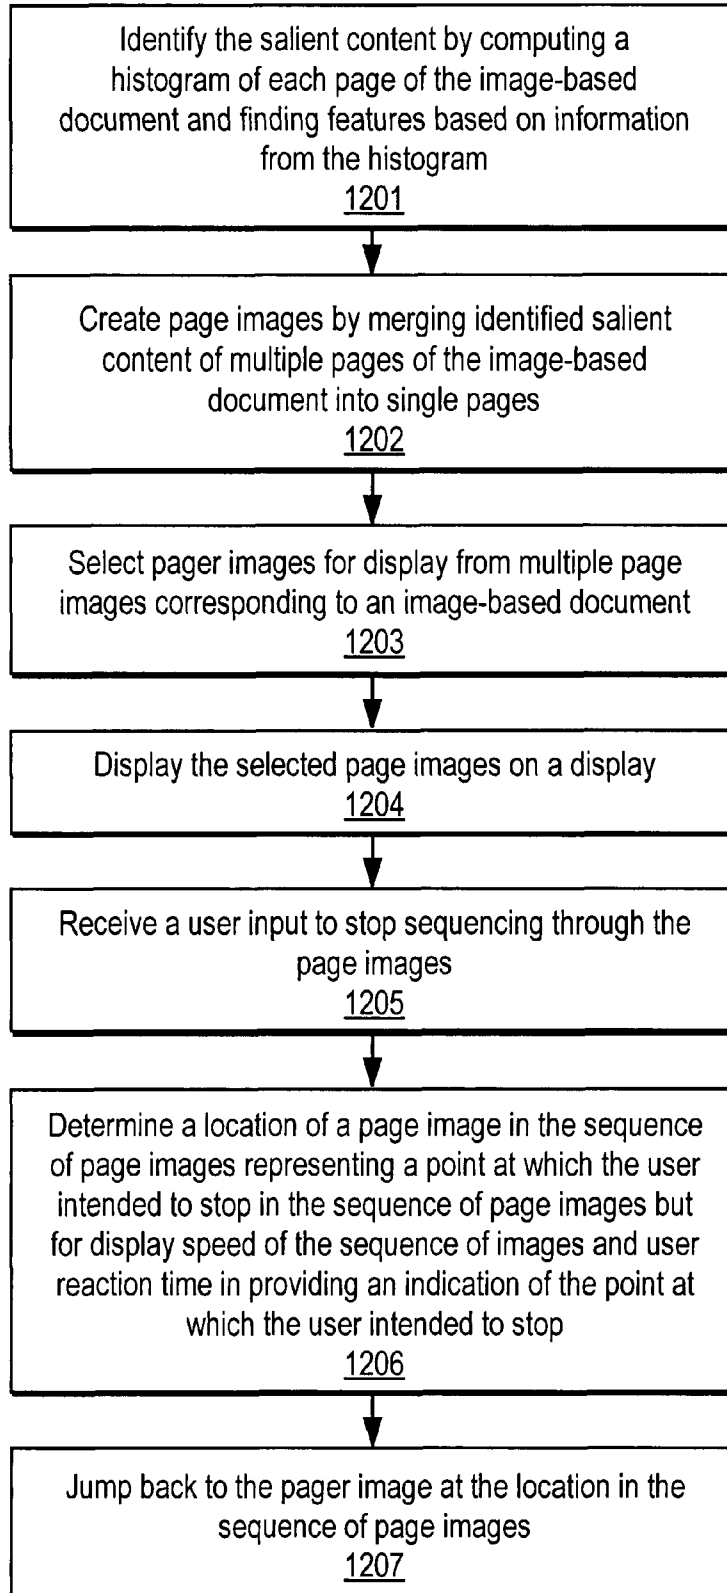 Identify the salient content by computing a
histogram of each page of the image-based
document and finding features based on information
from the histogram
1201
Create page images by merging identified salient
content of multiple pages of the image-based
document into single pages
1202
Select pager images for display from multiple page
images corresponding to an image-based document
1203
Display the selected page images on a display
1204
Receive a user input to stop sequencing through the
page images
1205
Determine a location of a page image in the sequence
of page images representing a point at which the user
intended to stop in the sequence of page images but
for display speed of the sequence of images and user
reaction time in providing an indication of the point at
which the user intended to stop
1206
Jump back to the pager image at the location in the
sequence of page images
1207